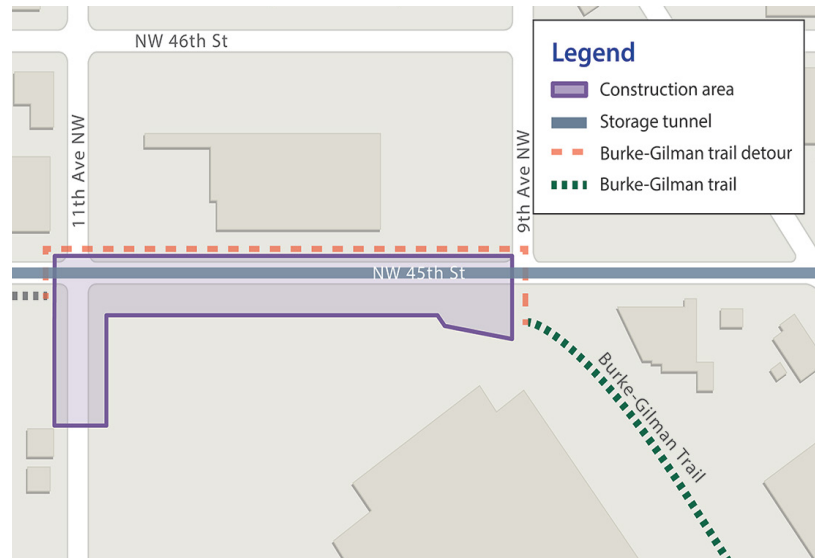 NW 46th St
11th Ave NW
9th Ave NW
Legend
Construction area
Storage tunnel
Burke-Gilman trail detour
Burke-Gilman trail
NW 45th St
Burke-Gilman Trail